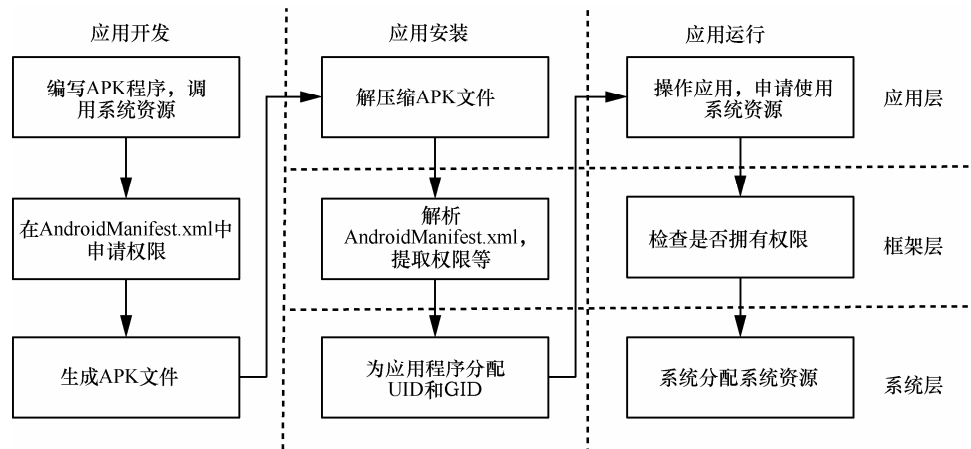 应用开发
编写APK程序，调
用系统资源
在AndroidManifest.xml中
申请权限
生成APK文件
应用安装
解压缩APK文件
解析
AndroidManifest.xml，
提取权限等
为应用程序分配
UID和GID
应用运行
操作应用，申请使用
系统资源
检查是否拥有权限
系统分配系统资源
应用层
框架层
系统层